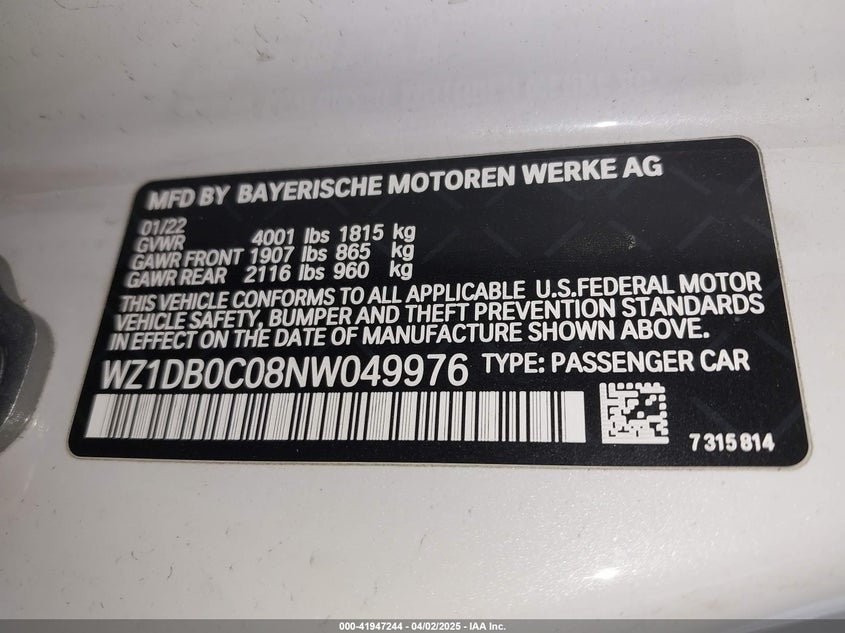 MFD BY BAYERISCHE MOTOREN WERKE AG
01/22
GVWR 4001 lbs 1815 kg
GAWR FRONT 1907 lbs 865 kg
GAWR REAR 2116 lbs 960 kg
THIS VEHICLE CONFORMS TO ALL APPLICABLE U.S.FEDERAL MOTOR
VEHICLE SAFETY, BUMPER AND THEFT PREVENTION STANDARDS
IN EFFECT ON THE DATE OF MANUFACTURE SHOWN ABOVE.
WZ1DB0C08NW049976 TYPE: PASSENGER CAR
7315814
000-41947244 - 04/02/2025 - IAA Inc.